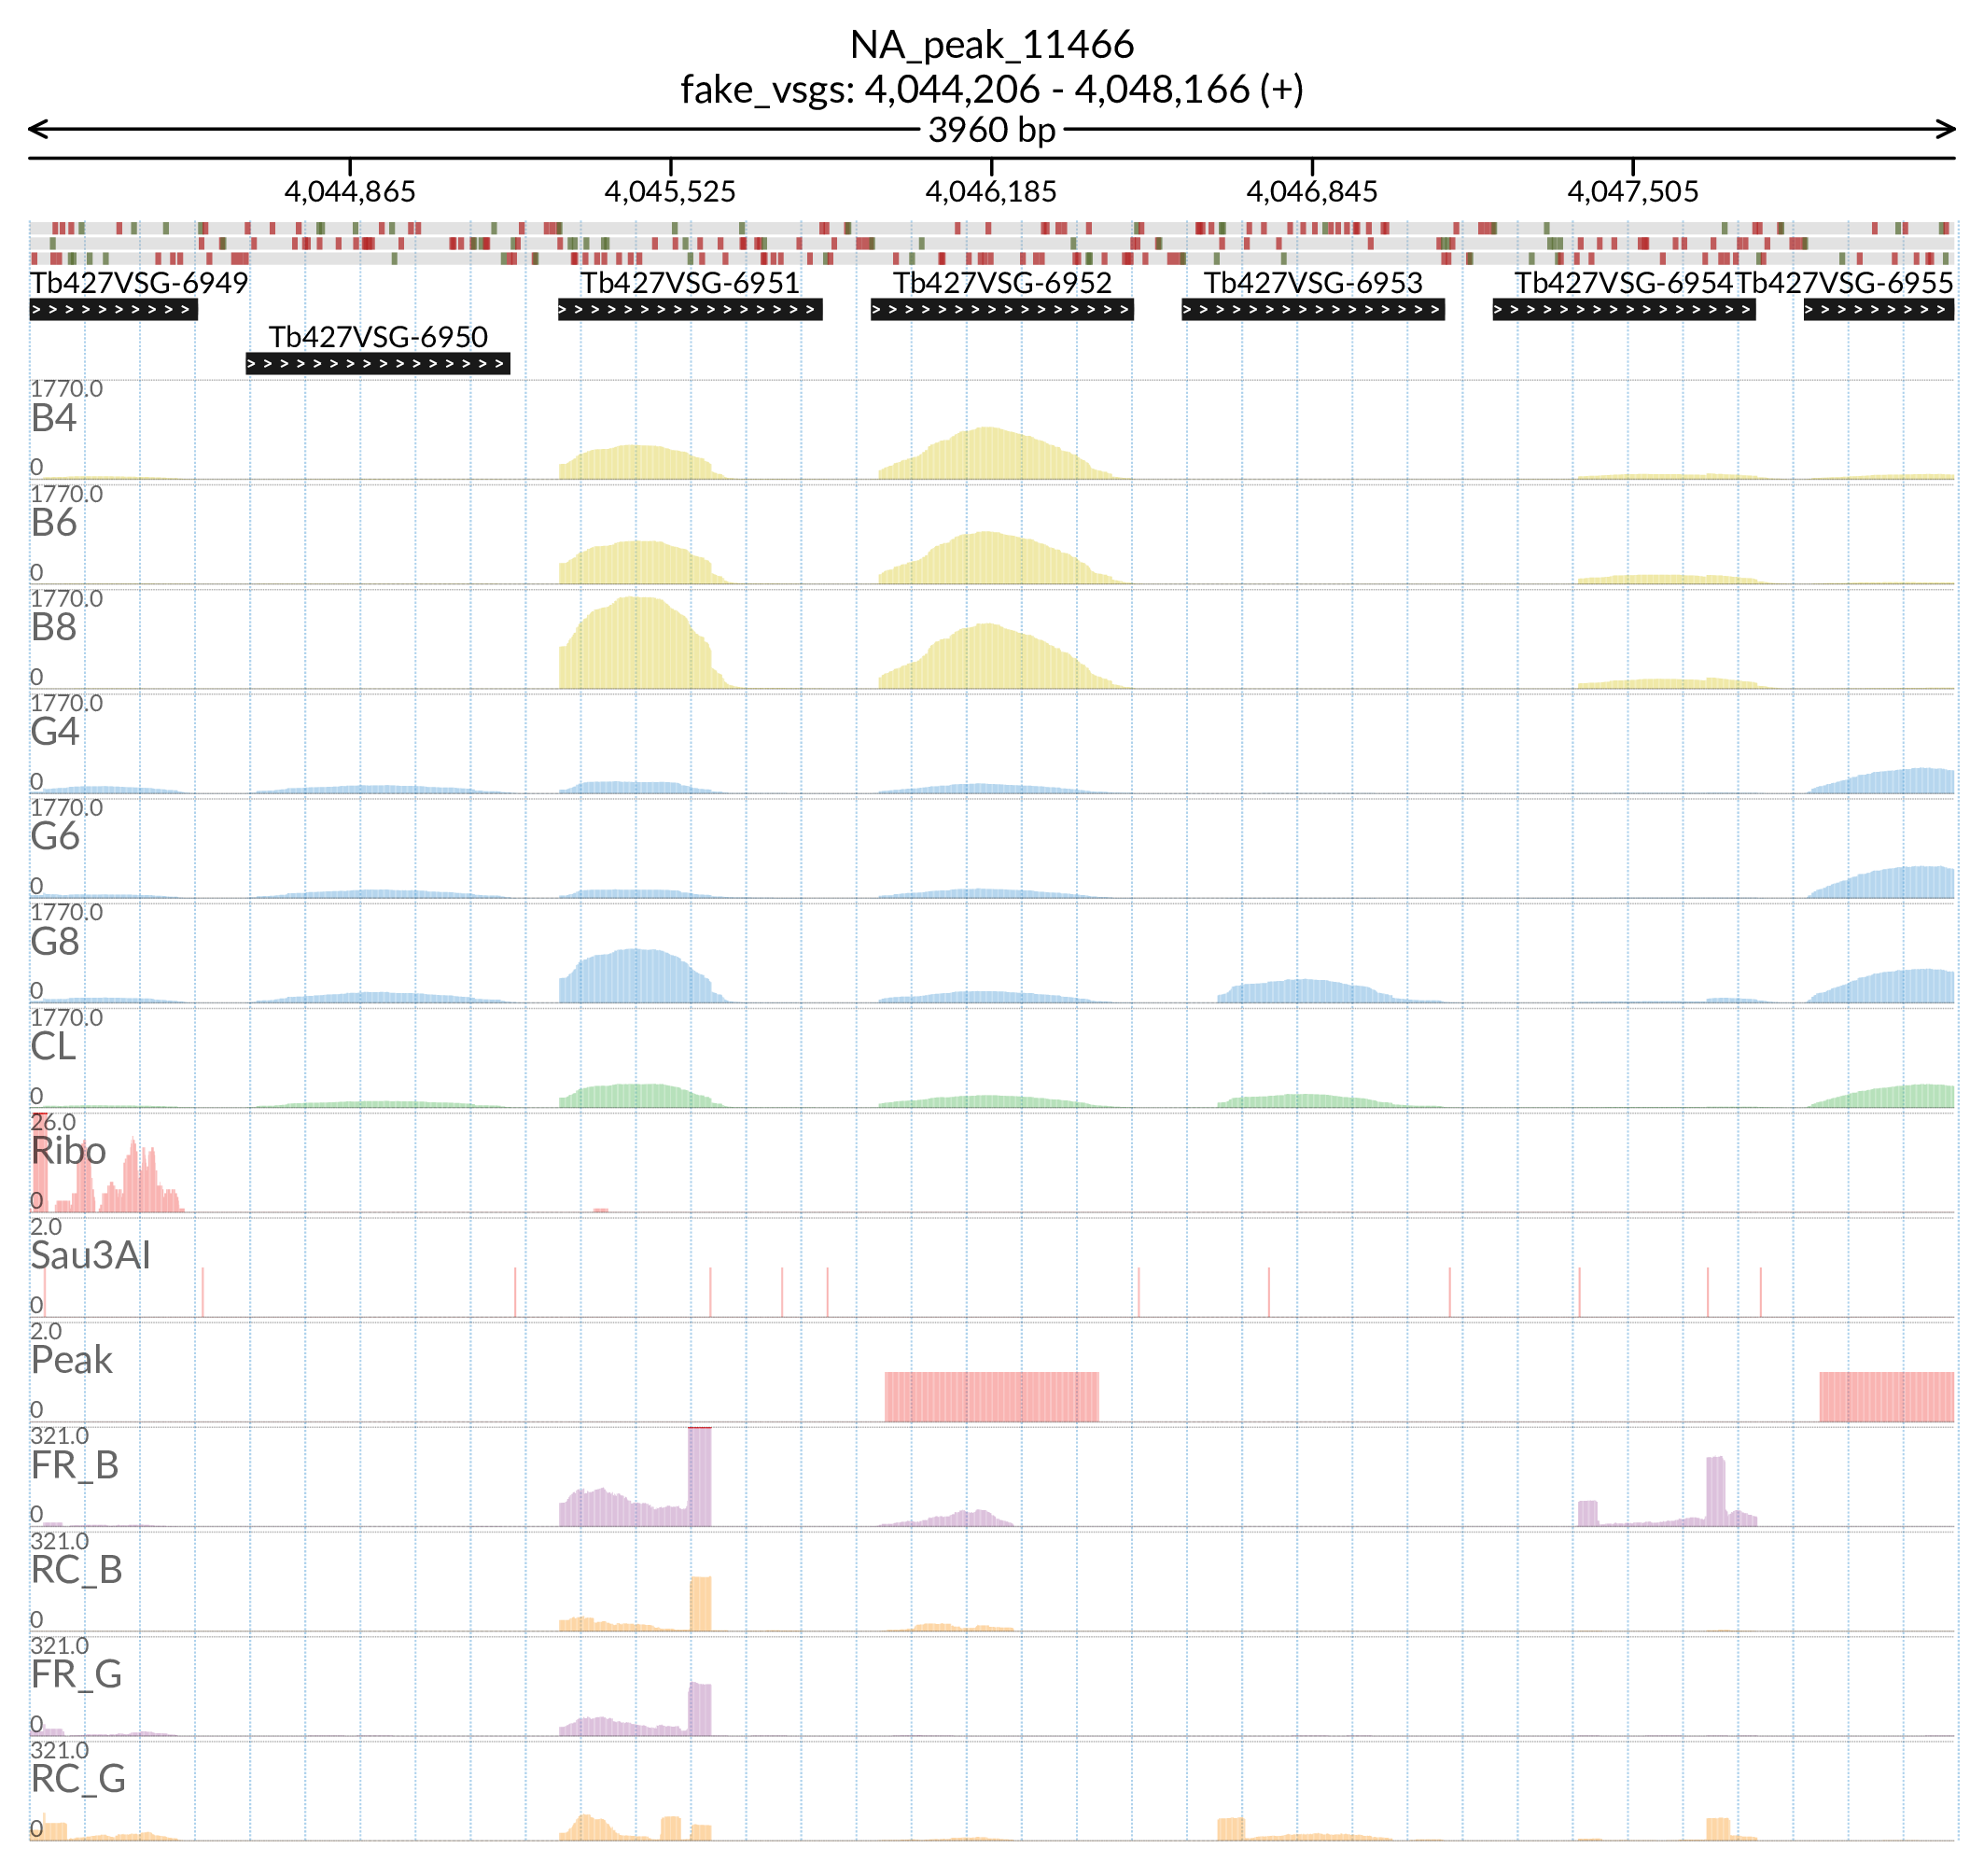 NA_peak_11466
fake_vsgs: 4,044,206 - 4,048,166 (+)
3960 bp
4,044,865 4,045,525 4,046,185 4,046,845 4,047,505
Tb427VSG-6949 Tb427VSG-6951 Tb427VSG-6952 Tb427VSG-6953 Tb427VSG-6954 Tb427VSG-6955
Tb427VSG-6950
1770.0
B4
0
1770.0
B6
0
1770.0
B8
0
1770.0
G4
0
1770.0
G6
0
1770.0
G8
0
1770.0
CL
0
26.0
Ribo
0
2.0
Sau3AI
0
2.0
Peak
0
321.0
FR_B
0
321.0
RC_B
0
321.0
FR_G
0
321.0
RC_G
0